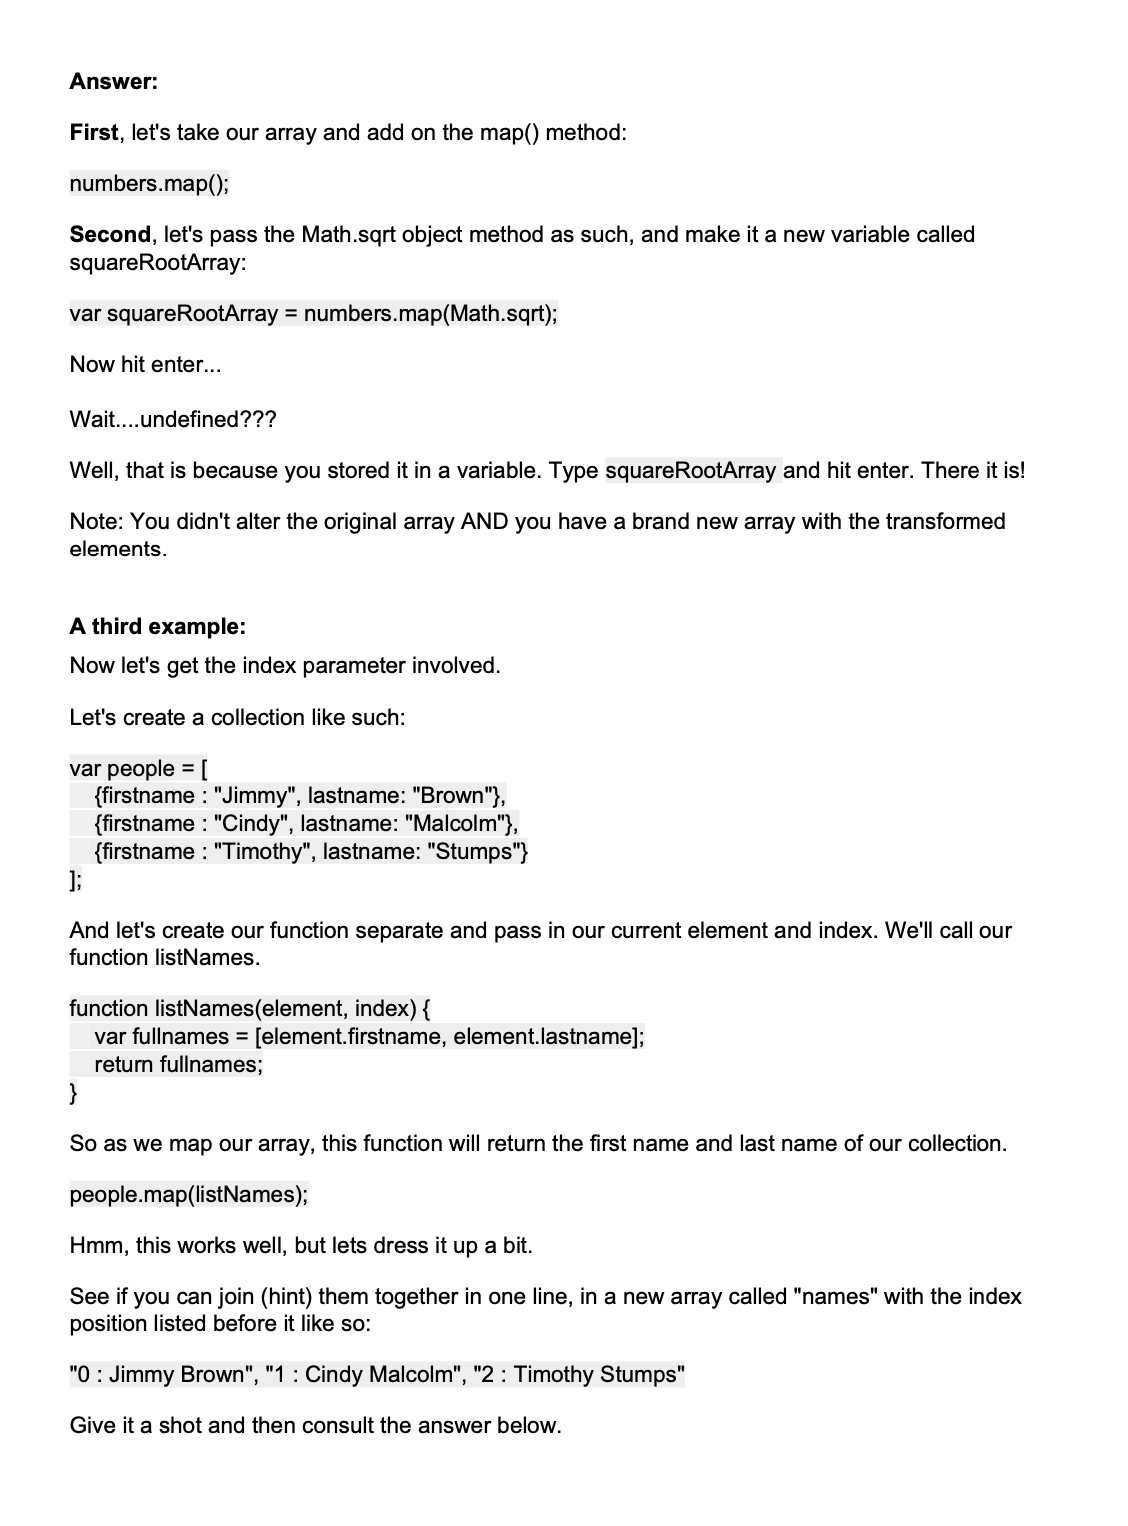 Answer:
First, let's take our array and add on the map() method:
numbers.map();
Second, let's pass the Math.sqrt object method as such, and make it a new variable called
squareRootArray:
var squareRootArray = numbers.map(Math.sqrt);
Now hit enter...
Wait....undefined???
Well, that is because you stored it in a variable. Type squareRootArray and hit enter. There it is!
Note: You didn't alter the original array AND you have a brand new array with the transformed
elements.
A third example:
Now let's get the index parameter involved.
Let's create a collection like such:
var people = [
{firstname : "Jimmy", lastname: "Brown"},
{firstname : "Cindy", lastname: "Malcolm"},
{firstname : "Timothy", lastname: "Stumps"}
];
And let's create our function separate and pass in our current element and index. We'll call our
function listNames.
function listNames(element, index) {
var fullnames = [element.firstname, element.lastname];
return fullnames;
}
So as we map our array, this function will return the first name and last name of our collection.
people.map(listNames);
Hmm, this works well, but lets dress it up a bit.
See if you can join (hint) them together in one line, in a new array called "names" with the index
position listed before it like so:
"0 : Jimmy Brown", "1 : Cindy Malcolm", "2 : Timothy Stumps"
Give it a shot and then consult the answer below.